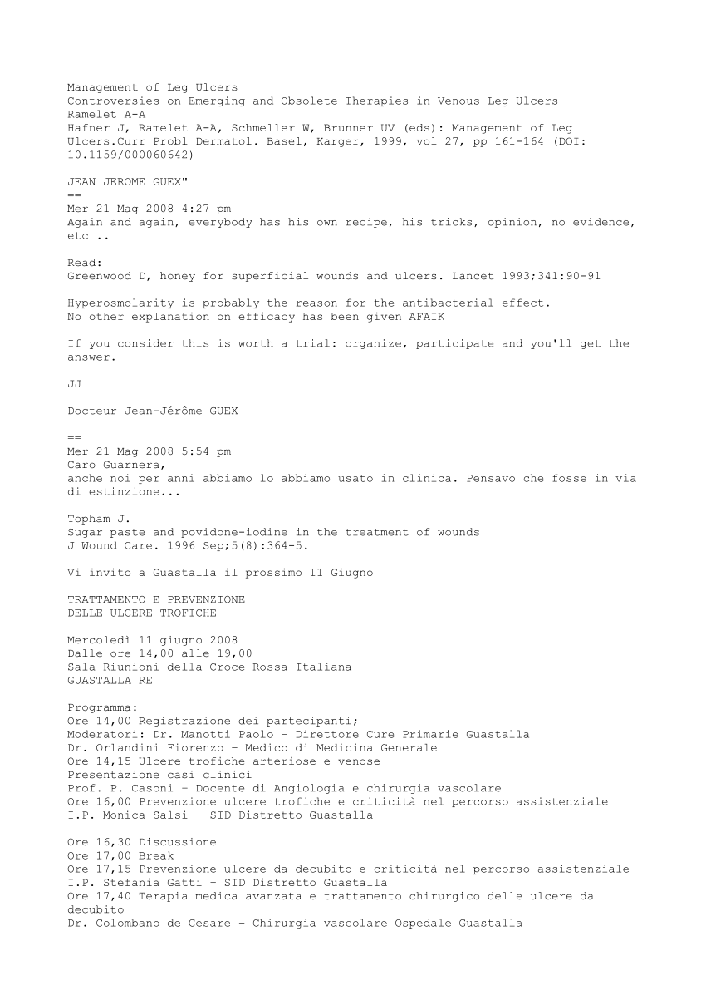 Management of Leg Ulcers
Controversies on Emerging and Obsolete Therapies in Venous Leg Ulcers
Ramelet A-A
Hafner J, Ramelet A-A, Schmeller W, Brunner UV (eds): Management of Leg
Ulcers.Curr Probl Dermatol. Basel, Karger, 1999, vol 27, pp 161-164 (DOI:
10.1159/000060642)
JEAN JEROME GUEX"
==
Mer 21 Mag 2008 4:27 pm
Again and again, everybody has his own recipe, his tricks, opinion, no evidence,
etc ..
Read:
Greenwood D, honey for superficial wounds and ulcers. Lancet 1993;341:90-91
Hyperosmolarity is probably the reason for the antibacterial effect.
No other explanation on efficacy has been given AFAIK
If you consider this is worth a trial: organize, participate and you'll get the
answer.
JJ
Docteur Jean-Jérôme GUEX
==
Mer 21 Mag 2008 5:54 pm
Caro Guarnera,
anche noi per anni abbiamo lo abbiamo usato in clinica. Pensavo che fosse in via
di estinzione...
Topham J.
Sugar paste and povidone-iodine in the treatment of wounds
J Wound Care. 1996 Sep;5(8):364-5.
Vi invito a Guastalla il prossimo 11 Giugno
TRATTAMENTO E PREVENZIONE
DELLE ULCERE TROFICHE
Mercoledì 11 giugno 2008
Dalle ore 14,00 alle 19,00
Sala Riunioni della Croce Rossa Italiana
GUASTALLA RE
Programma:
Ore 14,00 Registrazione dei partecipanti;
Moderatori: Dr. Manotti Paolo – Direttore Cure Primarie Guastalla
Dr. Orlandini Fiorenzo – Medico di Medicina Generale
Ore 14,15 Ulcere trofiche arteriose e venose
Presentazione casi clinici
Prof. P. Casoni – Docente di Angiologia e chirurgia vascolare
Ore 16,00 Prevenzione ulcere trofiche e criticità nel percorso assistenziale
I.P. Monica Salsi – SID Distretto Guastalla
Ore 16,30 Discussione
Ore 17,00 Break
Ore 17,15 Prevenzione ulcere da decubito e criticità nel percorso assistenziale
I.P. Stefania Gatti – SID Distretto Guastalla
Ore 17,40 Terapia medica avanzata e trattamento chirurgico delle ulcere da
decubito
Dr. Colombano de Cesare – Chirurgia vascolare Ospedale Guastalla